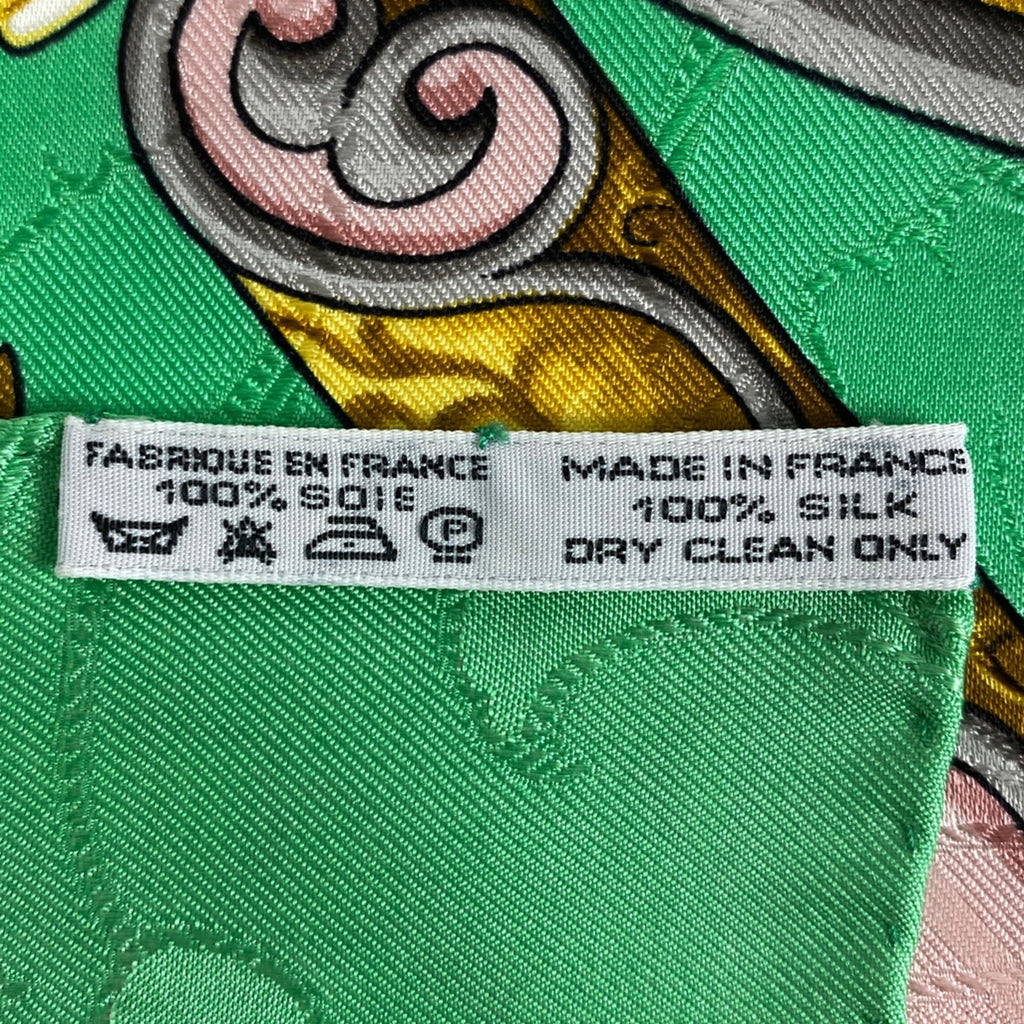 FABRIQUE EN FRANCE
100% SOIE
P
MADE IN FRANCE
100% SILK
DRY CLEAN ONLY